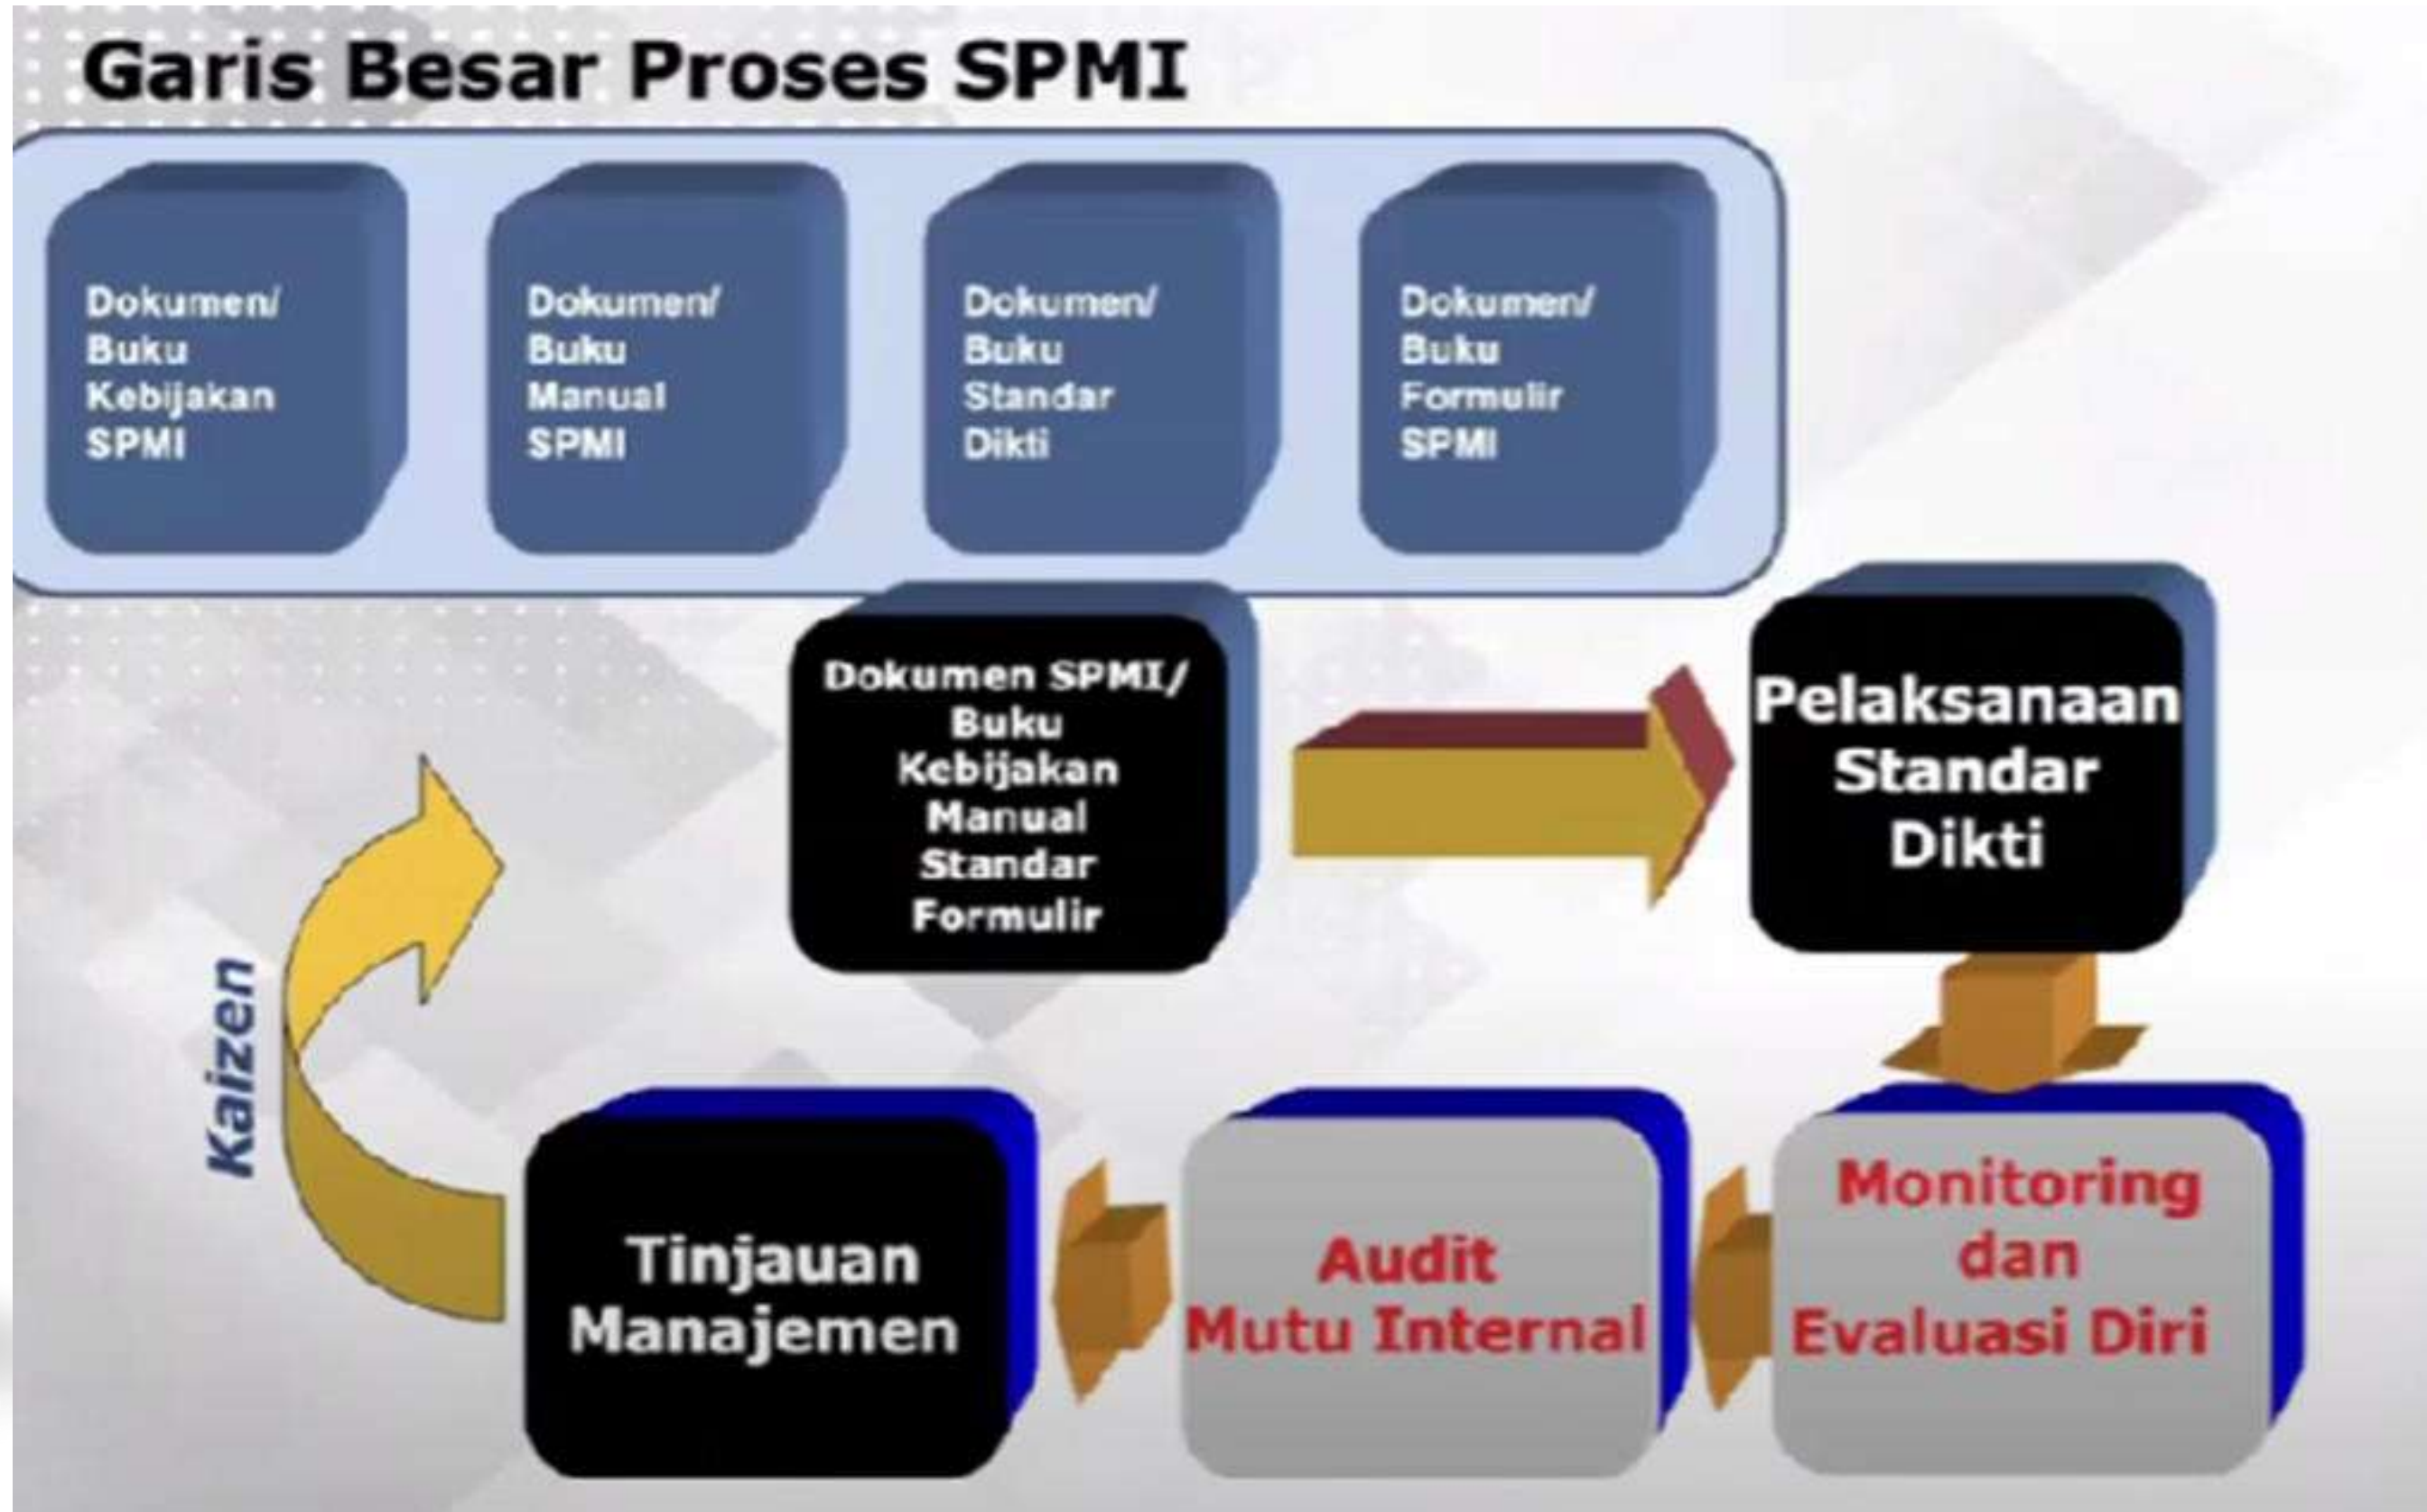 Garis Besar Proses SPMI
Dokumen/
Buku
Kebijakan
SPMI
Dokumen/
Buku
Manual
SPMI
Dokumen/
Buku
Standar
Dikti
Dokumen/
Buku
Formulir
SPMI
Dokumen SPMI/
Buku
Kebijakan
Manual
Standar
Formulir
Pelaksanaan
Standar
Dikti
Monitoring
dan
Evaluasi Diri
Audit
Mutu Internal
Tinjauan
Manajemen
Kaizen